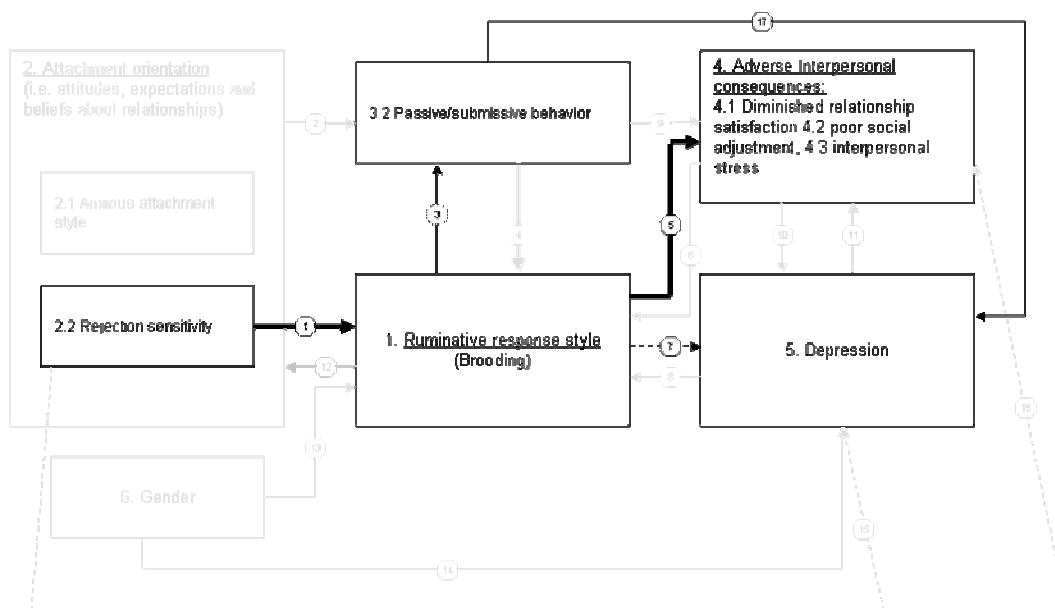 17
2. Attachment orientation
(i.e. attitudes, expectations and
beliefs about relationships)
2
3.2 Passive/submissive behavior
9
4. Adverse Interpersonal
consequences:
4.1 Diminished relationship
satisfaction 4.2 poor social
adjustment, 4.3 interpersonal
stress
2.1 Anxious attachment
style
3
4
5
6
10
11
2.2 Rejection sensitivity
1
1. Ruminative response style
(Brooding)
7
5. Depression
12
8
16
13
6. Gender
15
14